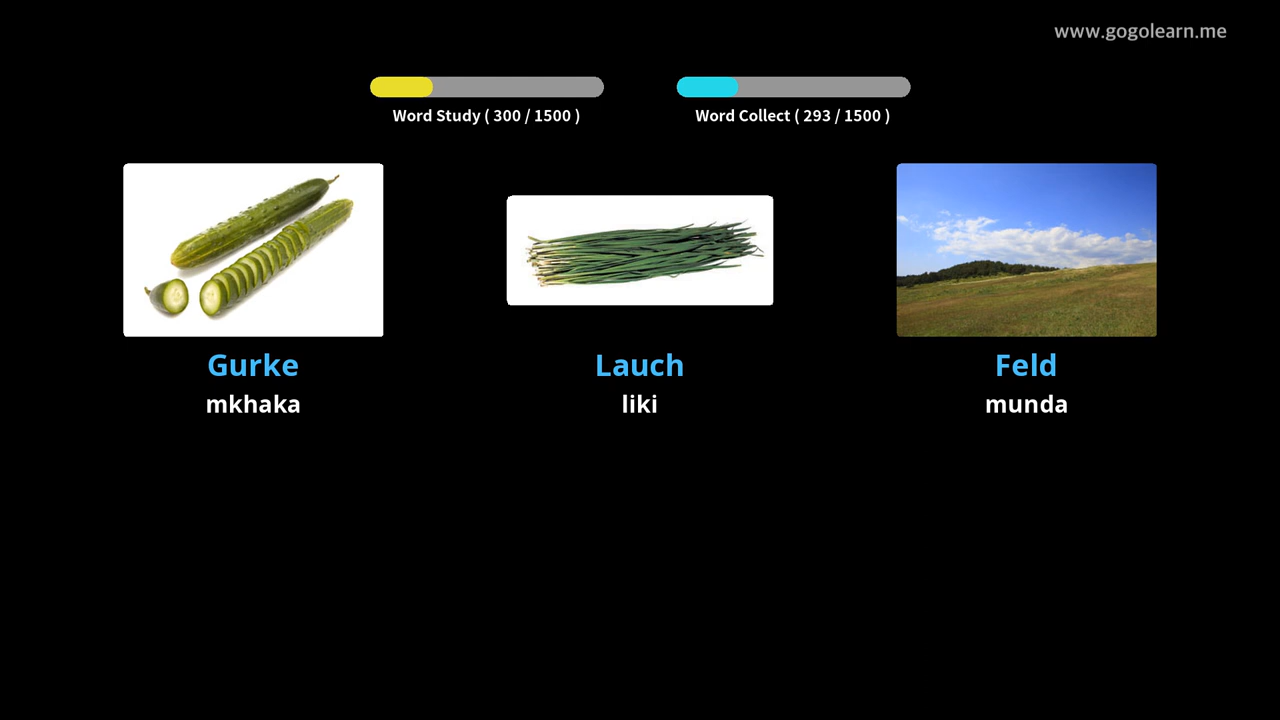 www.gogolearn.me
Word Study ( 300 / 1500 )
Word Collect ( 293 / 1500 )
Gurke
mkhaka
Lauch
liki
Feld
munda